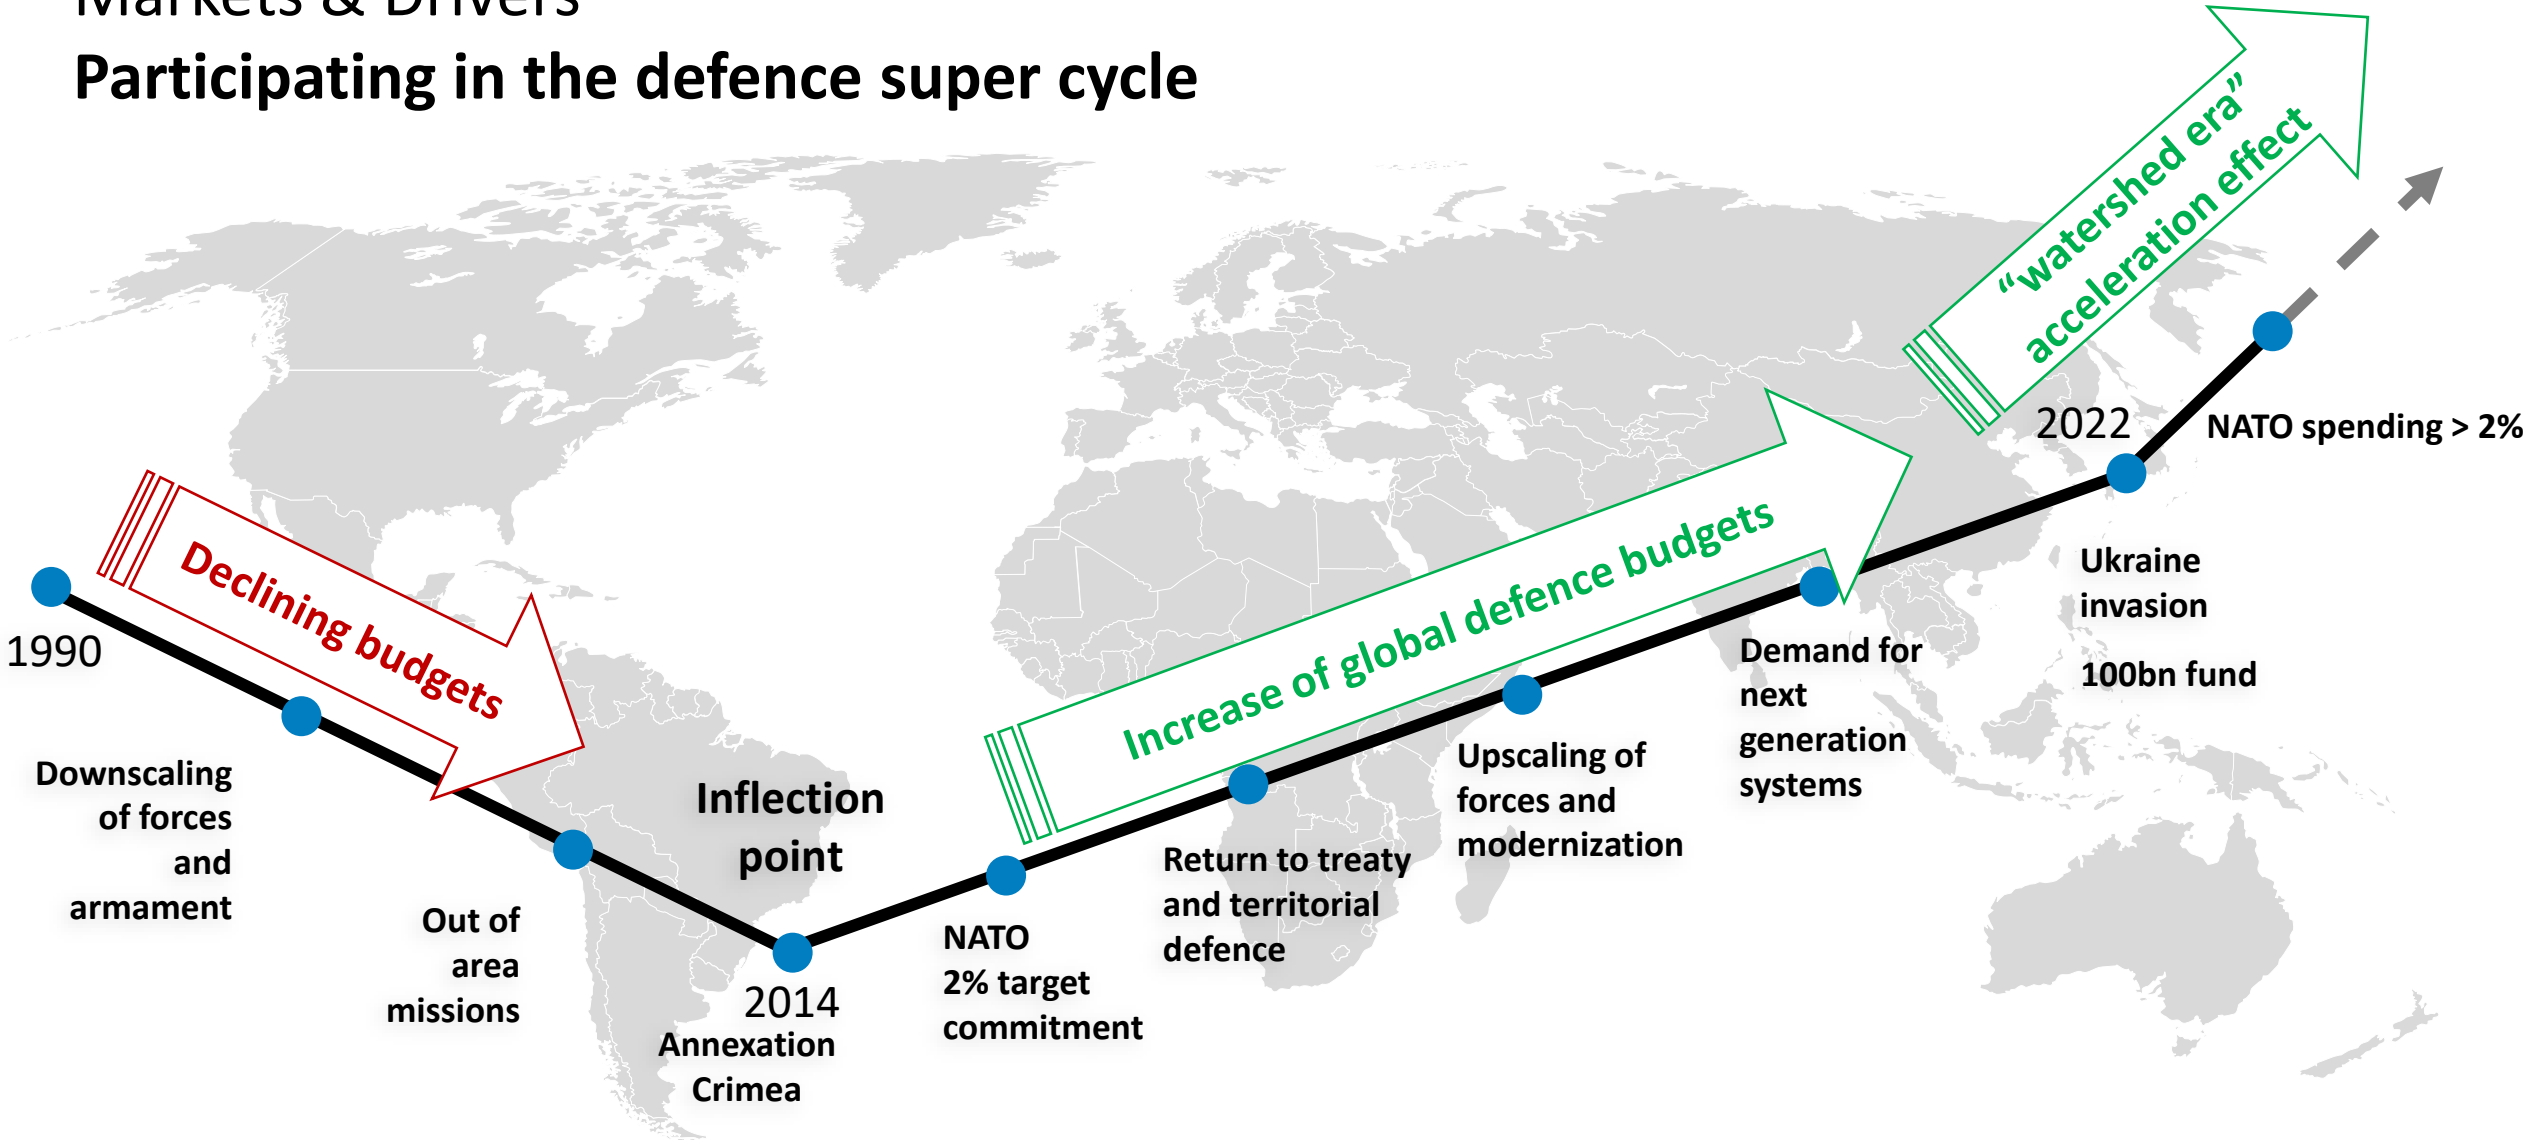 Markets & Drivers
Participating in the defence super cycle
“watershed era”
acceleration effect
2022
NATO spending > 2%
Increase of global defence budgets
Declining budgets
1990
Ukraine
invasion
100bn fund
Demand for
next
generation
systems
Upscaling of
forces and
modernization
Downscaling
of forces
and
armament
Inflection
point
Return to treaty
and territorial
defence
Out of
area
missions
NATO
2% target
commitment
2014
Annexation
Crimea